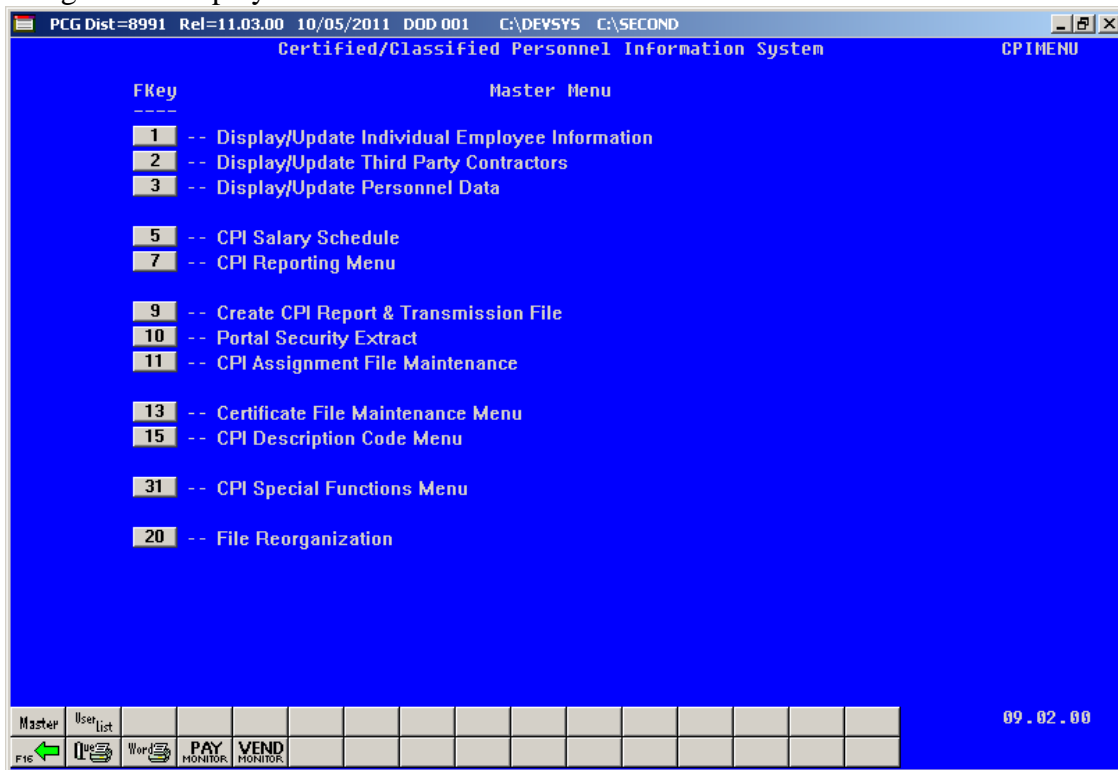 PCG Dist=8991 Rel=11.03.00 10/05/2011 DOD 001 C:\DEVSYS C:\SECOND
Certified/Classified Personnel Information System CPIMENU
FKey Master Menu
----
1 -- Display/Update Individual Employee Information
2 -- Display/Update Third Party Contractors
3 -- Display/Update Personnel Data
5 -- CPI Salary Schedule
7 -- CPI Reporting Menu
9 -- Create CPI Report & Transmission File
10 -- Portal Security Extract
11 -- CPI Assignment File Maintenance
13 -- Certificate File Maintenance Menu
15 -- CPI Description Code Menu
31 -- CPI Special Functions Menu
20 -- File Reorganization
Master User List 09.02.00
F16 Que Word PAY MONITOR VEND MONITOR